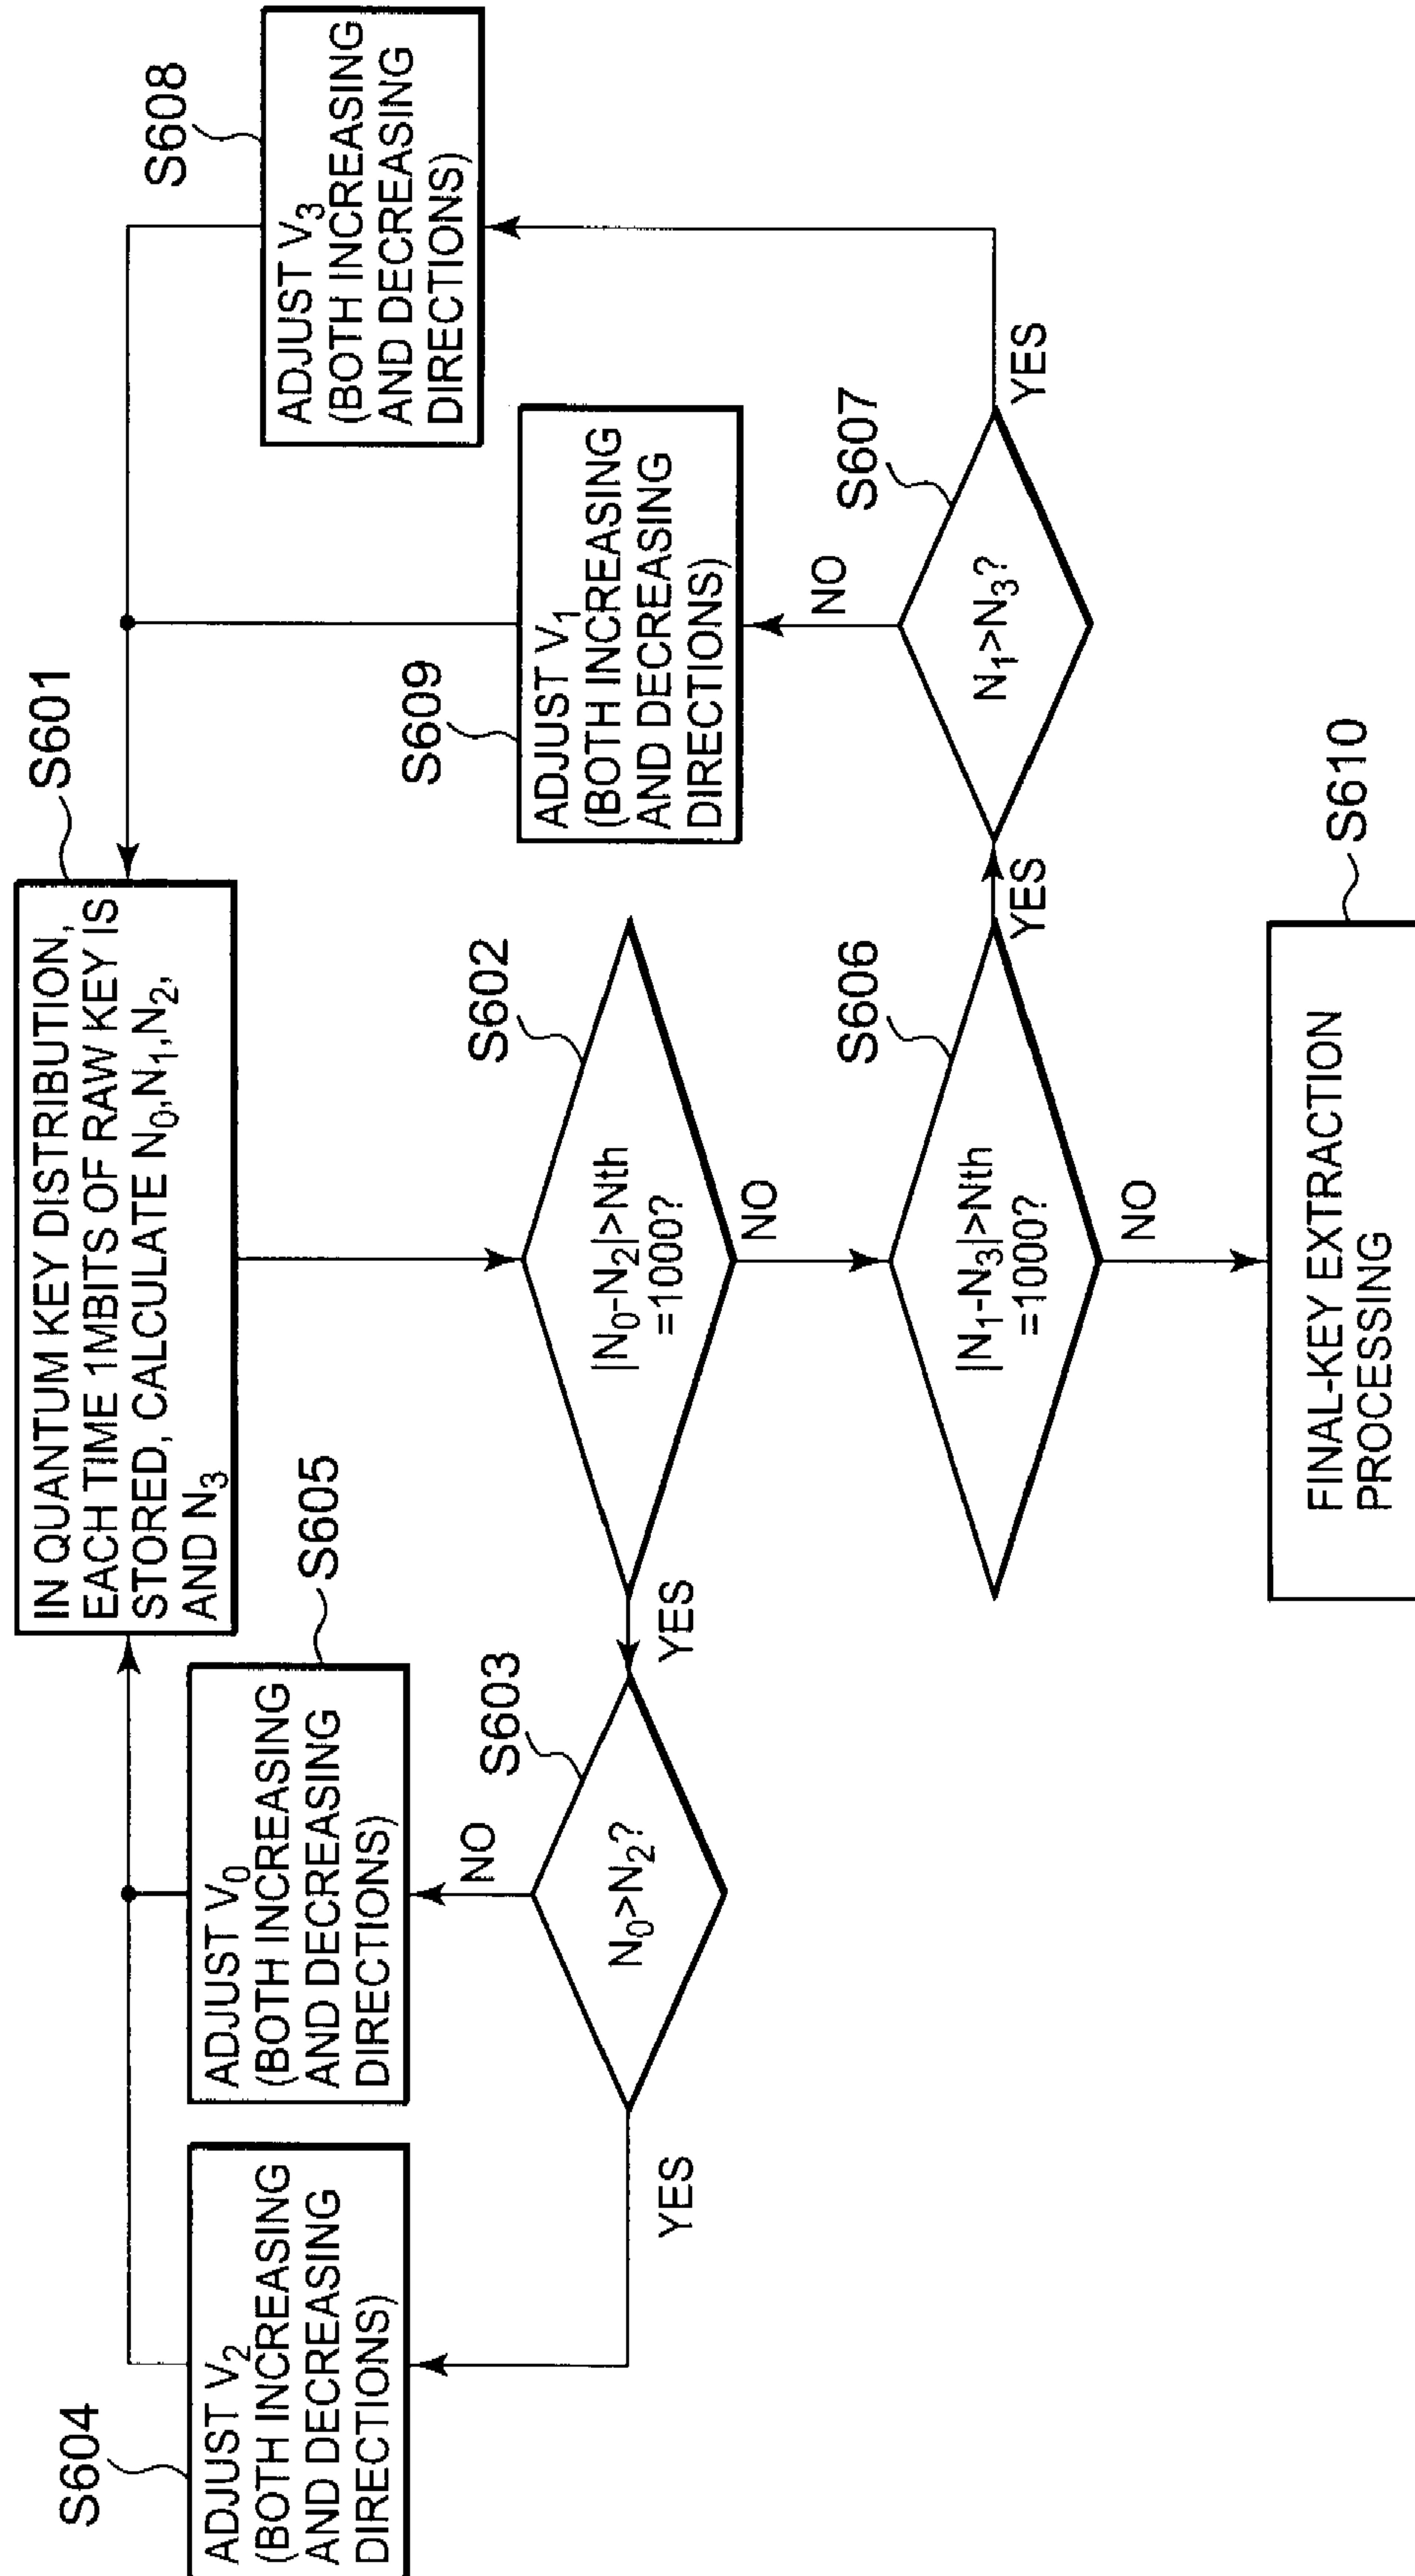 S601
IN QUANTUM KEY DISTRIBUTION,
EACH TIME 1MBITS OF RAW KEY IS
STORED, CALCULATE N0,N1,N2,
AND N3
S604
ADJUST V2
(BOTH INCREASING
AND DECREASING
DIRECTIONS)
S605
ADJUST V0
(BOTH INCREASING
AND DECREASING
DIRECTIONS)
S608
ADJUST V3
(BOTH INCREASING
AND DECREASING
DIRECTIONS)
S609
ADJUST V1
(BOTH INCREASING
AND DECREASING
DIRECTIONS)
S603
N0>N2?
YES
NO
YES
S602
|N0-N2|>Nth
=1000?
NO
S606
|N1-N3|>Nth
=1000?
YES
NO
S607
N1>N3?
NO
YES
S610
FINAL-KEY EXTRACTION
PROCESSING